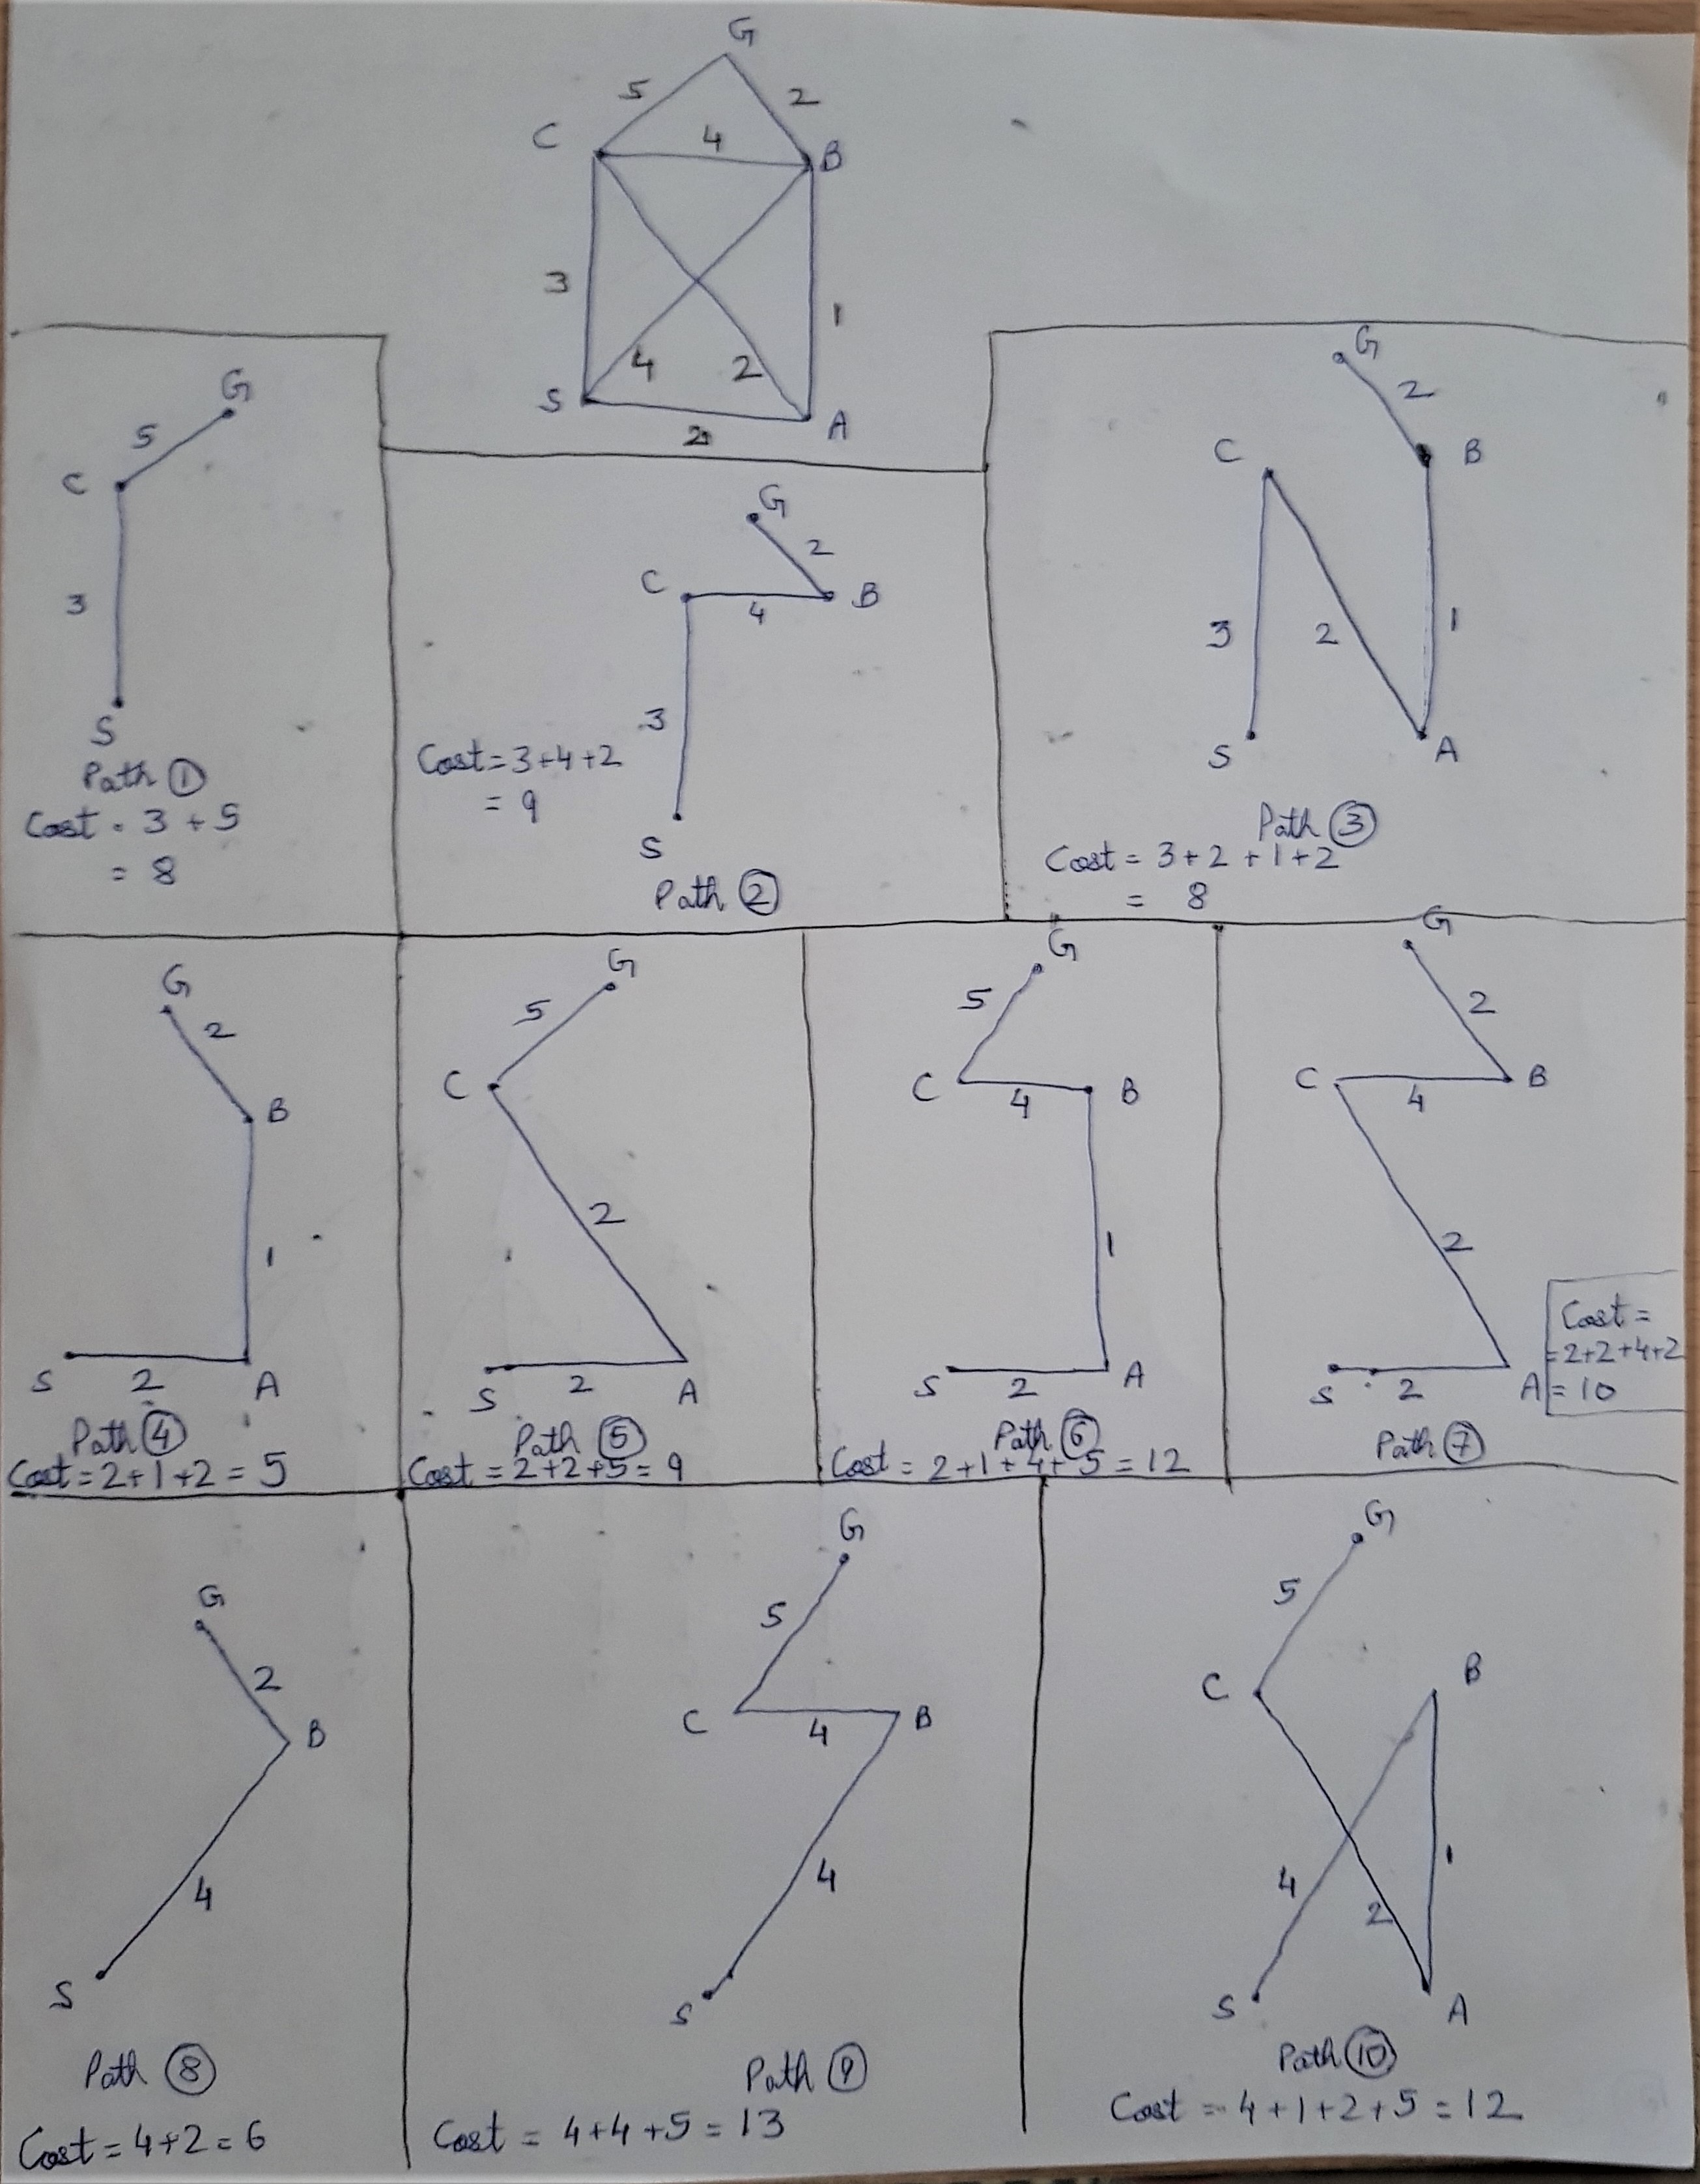 G
5
2
C
4
B
3
1
4
2
S
A
2
G
5
C
3
S
Path ①
Cost = 3 + 5
= 8
G
2
C
B
4
3
Cost = 3+4+2
= 9
S
Path ②
G
2
C
B
3
2
1
S
A
Path ③
Cost = 3+2+1+2
= 8
G
2
B
1
S
2
A
Path ④
Cost = 2+1+2 = 5
G
5
C
2
S
2
A
Path ⑤
Cost = 2+2+5 = 9
G
5
C
B
4
1
S
2
A
Path ⑥
Cost = 2+1+4+5 = 12
G
2
C
B
4
2
S
2
A
Cost =
=2+2+4+2
= 10
Path ⑦
G
2
B
4
S
Path ⑧
Cost = 4+2 = 6
G
5
C
B
4
4
S
Path ⑨
Cost = 4+4+5 = 13
G
5
C
B
4
1
2
S
A
Path ⑩
Cost = 4+1+2+5 = 12